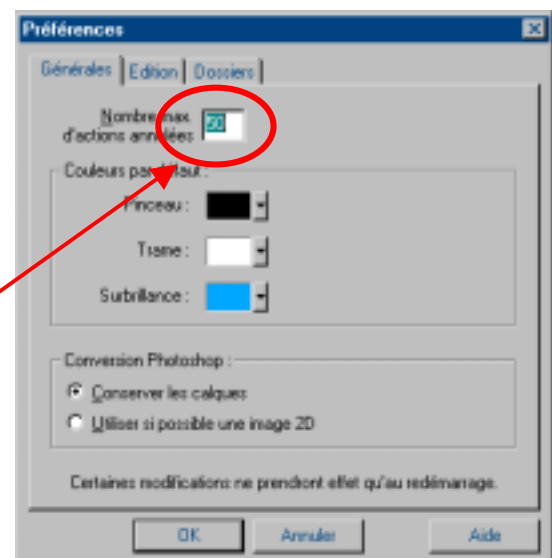 Préférences
Générales Edition Dossiers
Nombre max.
d'actions annulées
Couleurs par défaut :
Pinceau :
Trame :
Surbrillance :
Conversion Photoshop :
Conserver les calques
Utiliser si possible une image 2D
Certaines modifications ne prendront effet qu'au redémarrage.
OK Annuler Aide